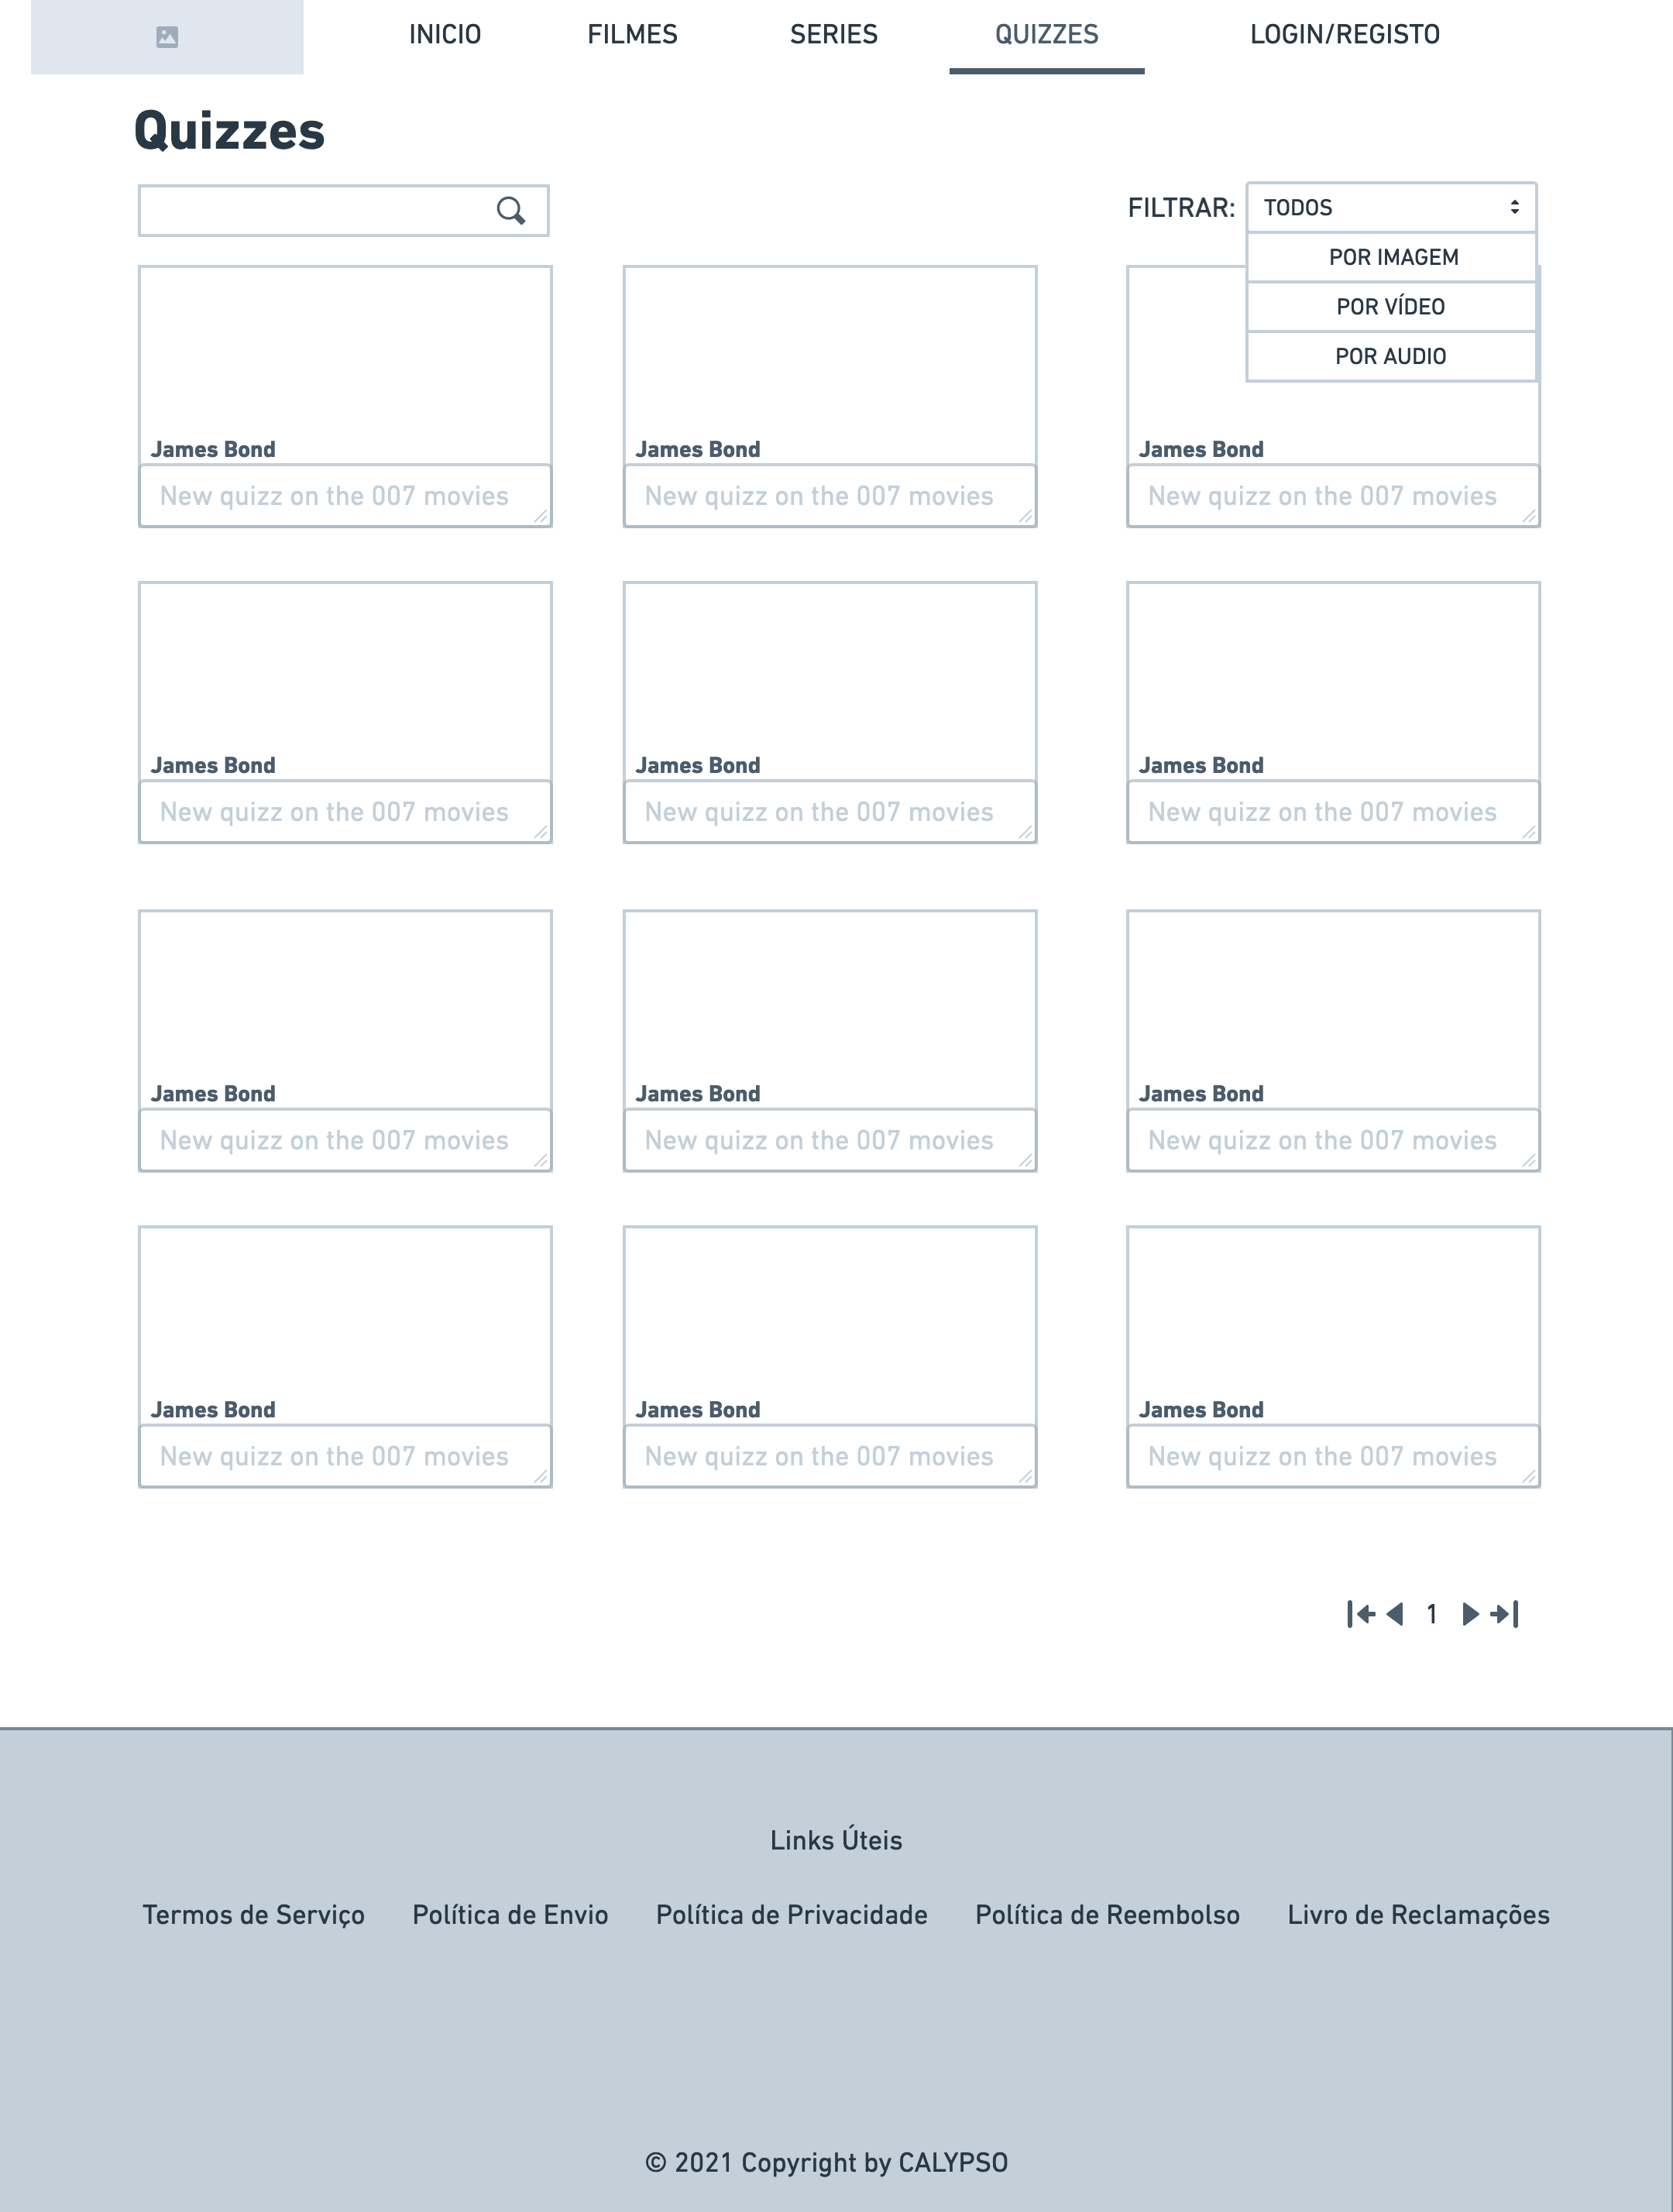 INICIO FILMES SERIES QUIZZES LOGIN/REGISTO
Quizzes
FILTRAR: TODOS
POR IMAGEM
POR VÍDEO
POR AUDIO
James Bond James Bond James Bond
New quizz on the 007 movies New quizz on the 007 movies New quizz on the 007 movies
James Bond James Bond James Bond
New quizz on the 007 movies New quizz on the 007 movies New quizz on the 007 movies
James Bond James Bond James Bond
New quizz on the 007 movies New quizz on the 007 movies New quizz on the 007 movies
James Bond James Bond James Bond
New quizz on the 007 movies New quizz on the 007 movies New quizz on the 007 movies
1
Links Úteis
Termos de Serviço Política de Envio Política de Privacidade Política de Reembolso Livro de Reclamações
© 2021 Copyright by CALYPSO